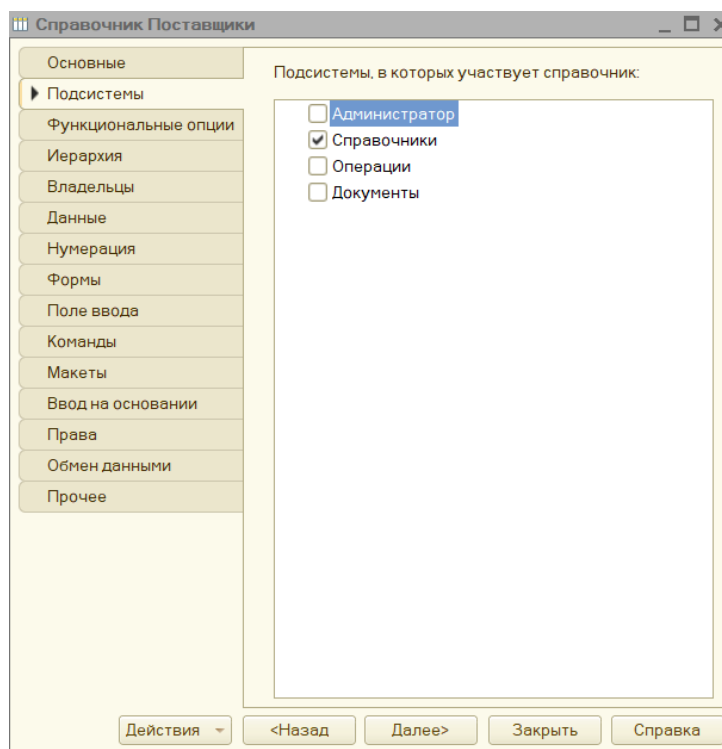 Справочник Поставщики
Основные
Подсистемы
Функциональные опции
Иерархия
Владельцы
Данные
Нумерация
Формы
Поле ввода
Команды
Макеты
Ввод на основании
Права
Обмен данными
Прочее
Подсистемы, в которых участвует справочник:
Администратор
Справочники
Операции
Документы
Действия
<Назад
Далее>
Закрыть
Справка